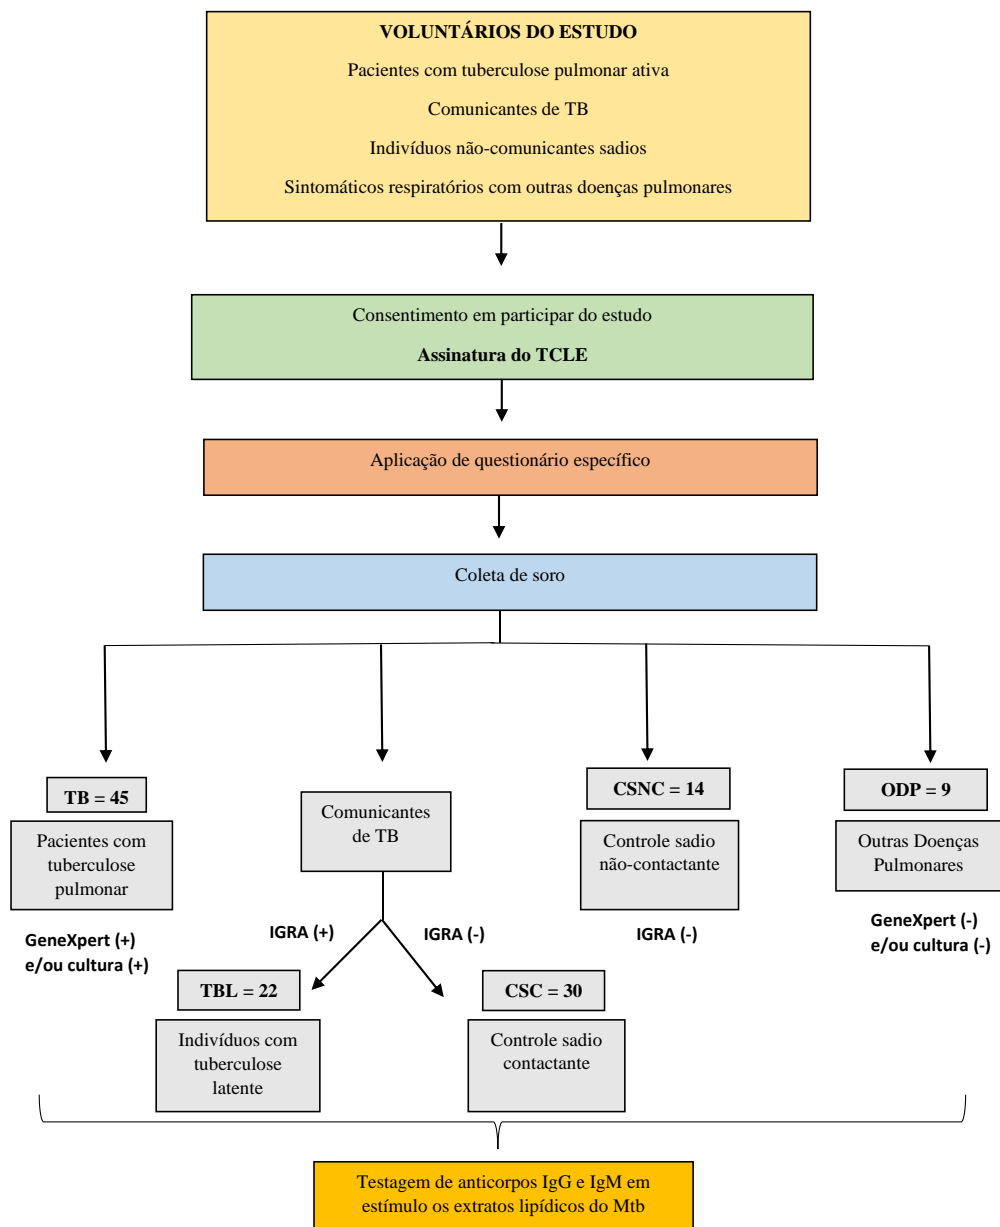 VOLUNTÁRIOS DO ESTUDO
Pacientes com tuberculose pulmonar ativa
Comunicantes de TB
Indivíduos não-comunicantes sadios
Sintomáticos respiratórios com outras doenças pulmonares
Consentimento em participar do estudo
Assinatura do TCLE
Aplicação de questionário específico
Coleta de soro
TB = 45
Pacientes com
tuberculose
pulmonar
GeneXpert (+)
e/ou cultura (+)
Comunicantes
de TB
CSNC = 14
Controle sadio
não-contactante
IGRA (-)
ODP = 9
Outras Doenças
Pulmonares
GeneXpert (-)
e/ou cultura (-)
IGRA (+)
IGRA (-)
TBL = 22
Indivíduos com
tuberculose
latente
CSC = 30
Controle sadio
contactante
Testagem de anticorpos IgG e IgM em
estímulo os extratos lipídicos do Mtb